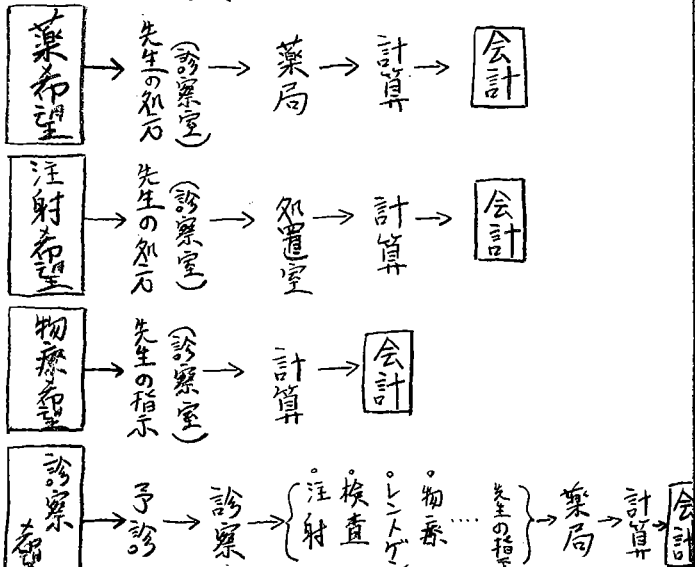 薬希望 → 先生の処方（診察室） → 薬局 → 計算 → 会計
注射希望 → 先生の処方（診察室） → 処置室 → 計算 → 会計
物療希望 → 先生の指示（診察室） → 計算 → 会計
診察希望 → 予診 → 診察 → {•注射 •検査 •レントゲン •物療 …… 先生の指示} → 薬局 → 計算 → 会計